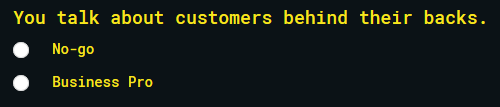 You talk about customers behind their backs.
No-go
Business Pro